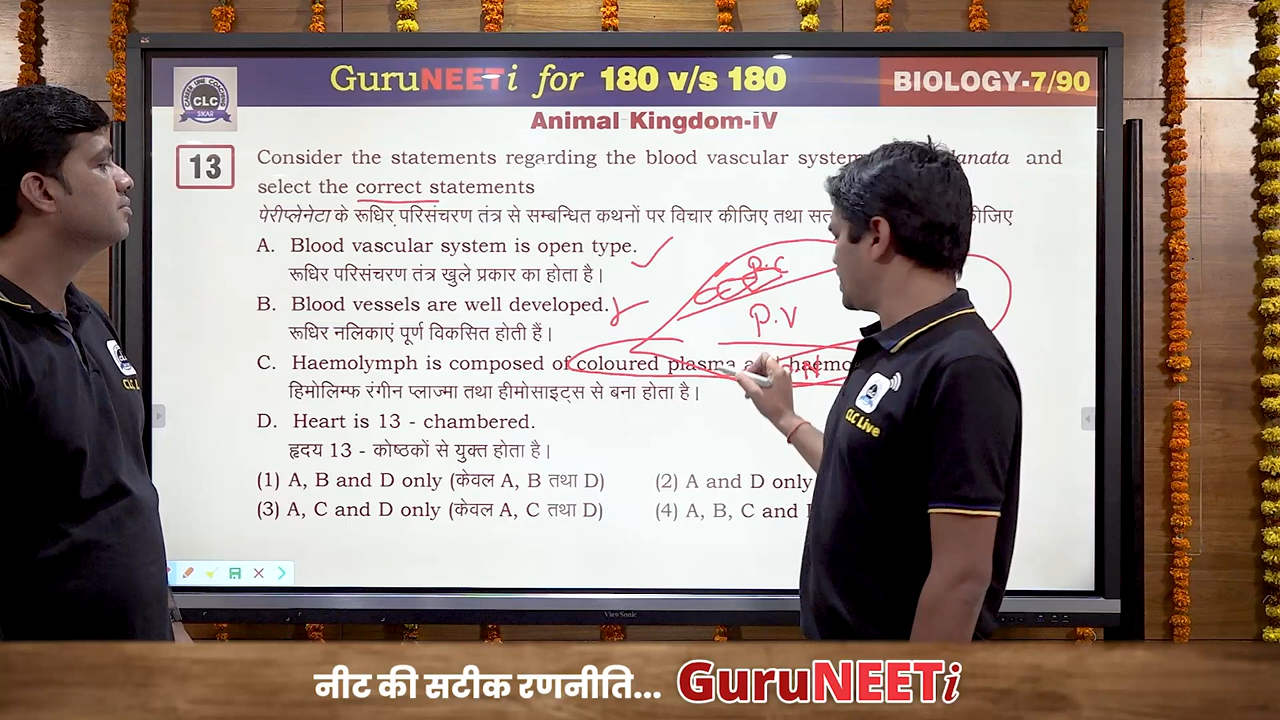 GuruNEETi for 180 v/s 180
BIOLOGY-7/90
CLC
SIKAR
Animal Kingdom-iV
13
Consider the statements regarding the blood vascular system and
select the correct statements
पेरीप्लेनेटा के रूधिर परिसंचरण तंत्र से सम्बन्धित कथनों पर विचार कीजिए तथा
A. Blood vascular system is open type.
रूधिर परिसंचरण तंत्र खुले प्रकार का होता है।
P.C
B. Blood vessels are well developed.
P.V
रूधिर नलिकाएं पूर्ण विकसित होती हैं।
C. Haemolymph is composed of coloured plasma
हिमोलिम्फ रंगीन प्लाज्मा तथा हीमोसाइट्स से बना होता है।
D. Heart is 13 - chambered.
हृदय 13 - कोष्ठकों से युक्त होता है।
(1) A, B and D only (केवल A, B तथा D) (2) A and D only
(3) A, C and D only (केवल A, C तथा D) (4) A, B, C and
CLC Live
ViewSonic
नीट की सटीक रणनीति... GuruNEETi